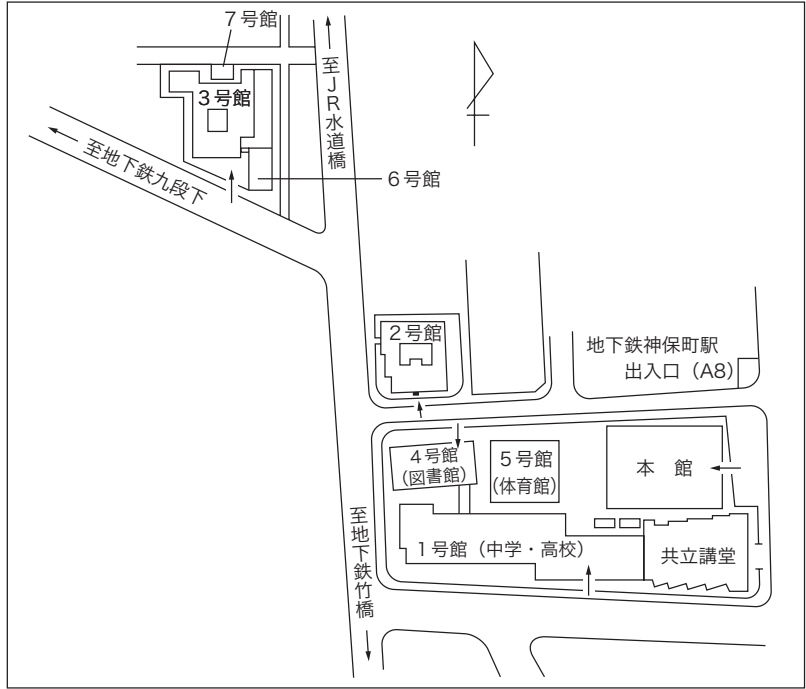 ７号館
３号館
至JR水道橋
至地下鉄九段下
６号館
２号館
地下鉄神保町駅
出入口（A8）
４号館
（図書館）
５号館
（体育館）
本　館
至地下鉄竹橋
１号館（中学・高校）
共立講堂